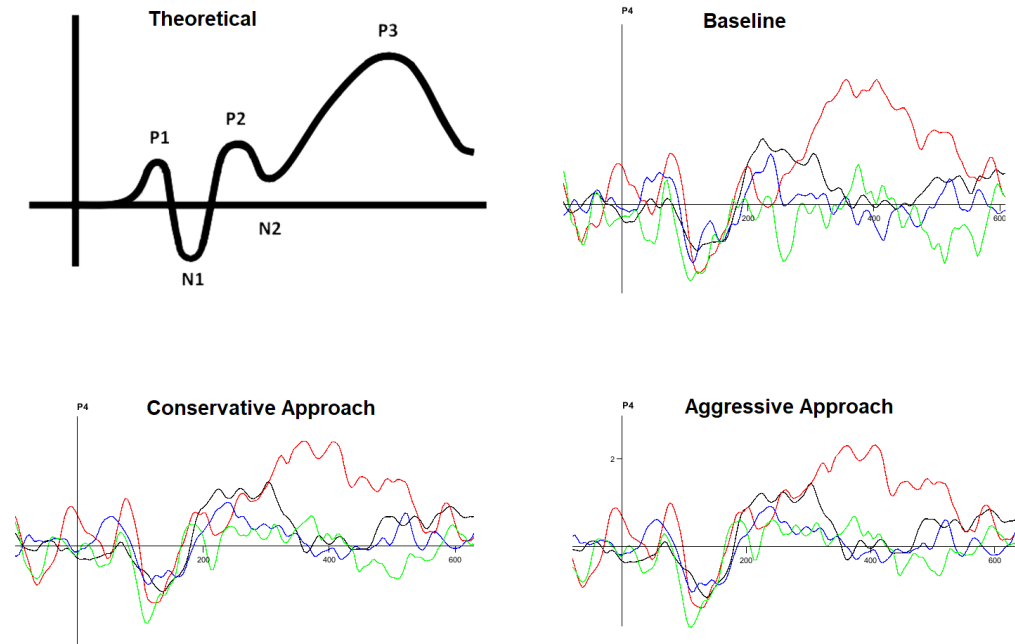 Theoretical
P1
N1
P2
N2
P3
P4
Baseline
200
400
600
P4
Conservative Approach
200
400
600
P4
Aggressive Approach
2
200
400
600